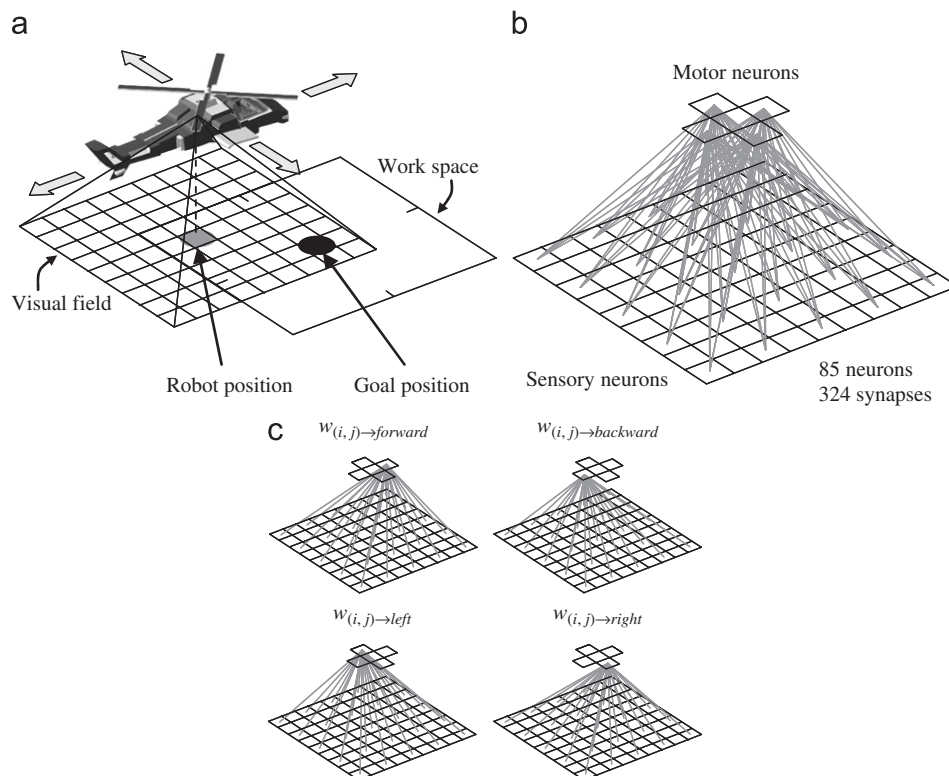 a
b
Motor neurons
Work space
Visual field
Robot position
Goal position
Sensory neurons
85 neurons
324 synapses
c
w(i, j)→forward
w(i, j)→backward
w(i, j)→left
w(i, j)→right